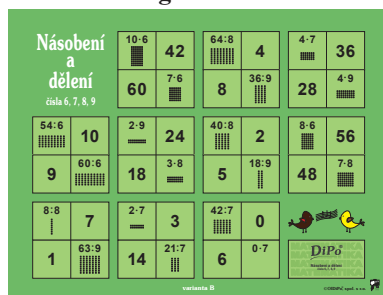 Násobení
a
dělení
čísla 6, 7, 8, 9
10·6 42
60 7·6
64:8 4
8 36:9
4·7 36
28 4·9
54:6 10
9 60:6
2·9 24
18 3·8
40:8 2
5 18:9
8·6 56
48 7·8
8:8 7
1 63:9
2·7 3
14 21:7
42:7 0
6 0·7
DiPo
Násobení a dělení
varianta B